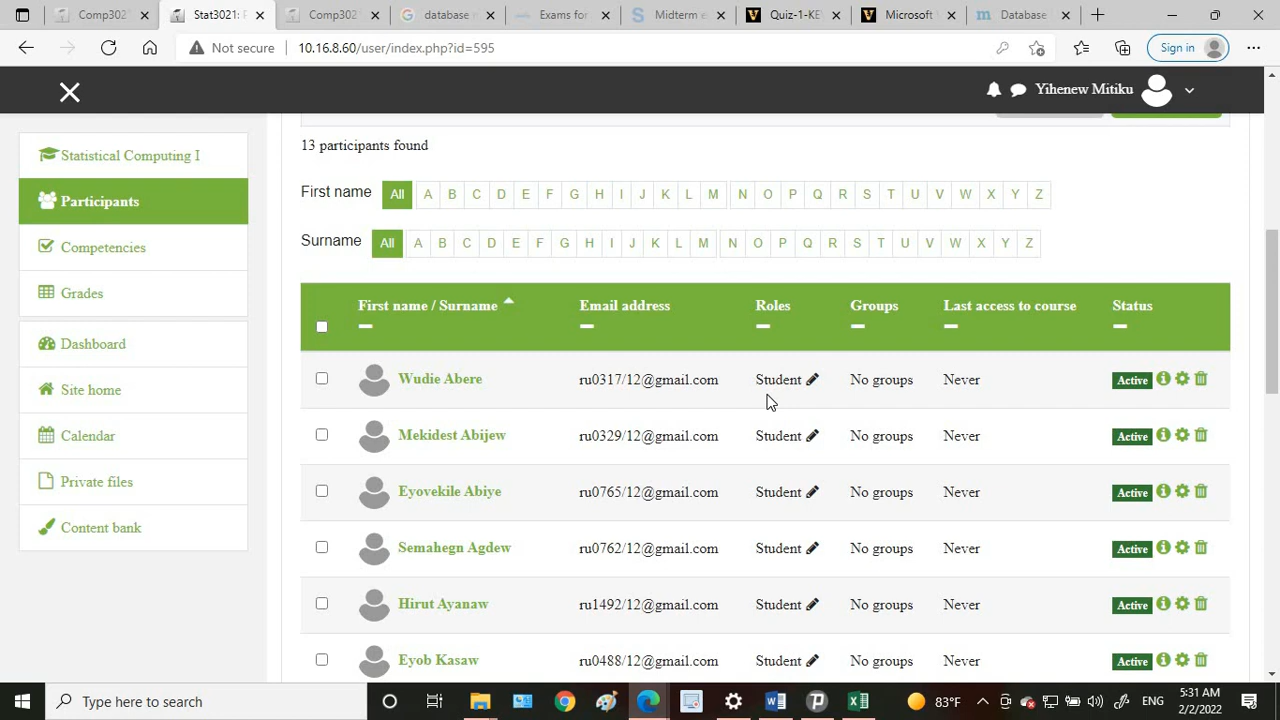 Comp302
Stat3021: P
Comp302
database n
Exams for
Midterm e
Quiz-1-KE
Microsoft
Database
Not secure
10.16.8.60/user/index.php?id=595
Sign in
Yihenew Mitiku
Statistical Computing I
Participants
Competencies
Grades
Dashboard
Site home
Calendar
Private files
Content bank
13 participants found
First name All A B C D E F G H I J K L M N O P Q R S T U V W X Y Z
Surname All A B C D E F G H I J K L M N O P Q R S T U V W X Y Z
First name / Surname Email address Roles Groups Last access to course Status
Wudie Abere ru0317/12@gmail.com Student No groups Never Active
Mekidest Abijew ru0329/12@gmail.com Student No groups Never Active
Eyovekile Abiye ru0765/12@gmail.com Student No groups Never Active
Semahegn Agdew ru0762/12@gmail.com Student No groups Never Active
Hirut Ayanaw ru1492/12@gmail.com Student No groups Never Active
Eyob Kasaw ru0488/12@gmail.com Student No groups Never Active
Type here to search
83°F
ENG
5:31 AM
2/2/2022